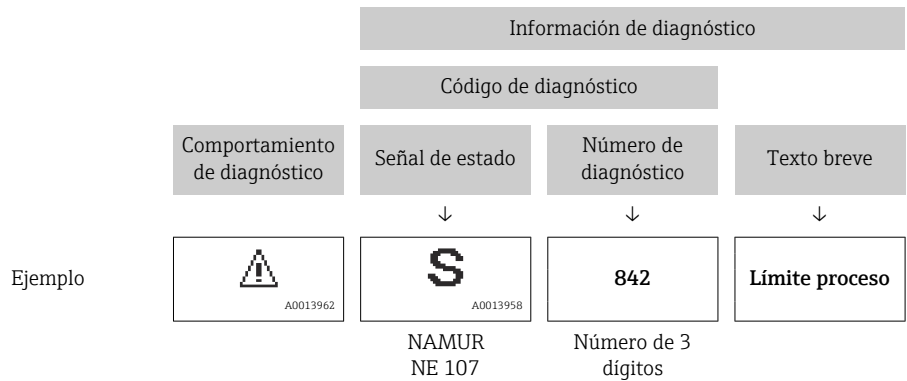 Información de diagnóstico
Código de diagnóstico
Comportamiento
de diagnóstico
Señal de estado
Número de
diagnóstico
Texto breve
↓ ↓ ↓
Ejemplo
A0013962
S
A0013958
842
Límite proceso
NAMUR
NE 107
Número de 3
dígitos